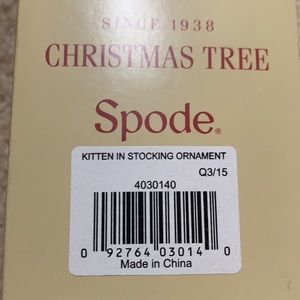 SINCE 1938
CHRISTMAS TREE
Spode®
KITTEN IN STOCKING ORNAMENT
Q3/15
4030140
0 92764 03014 0
Made in China